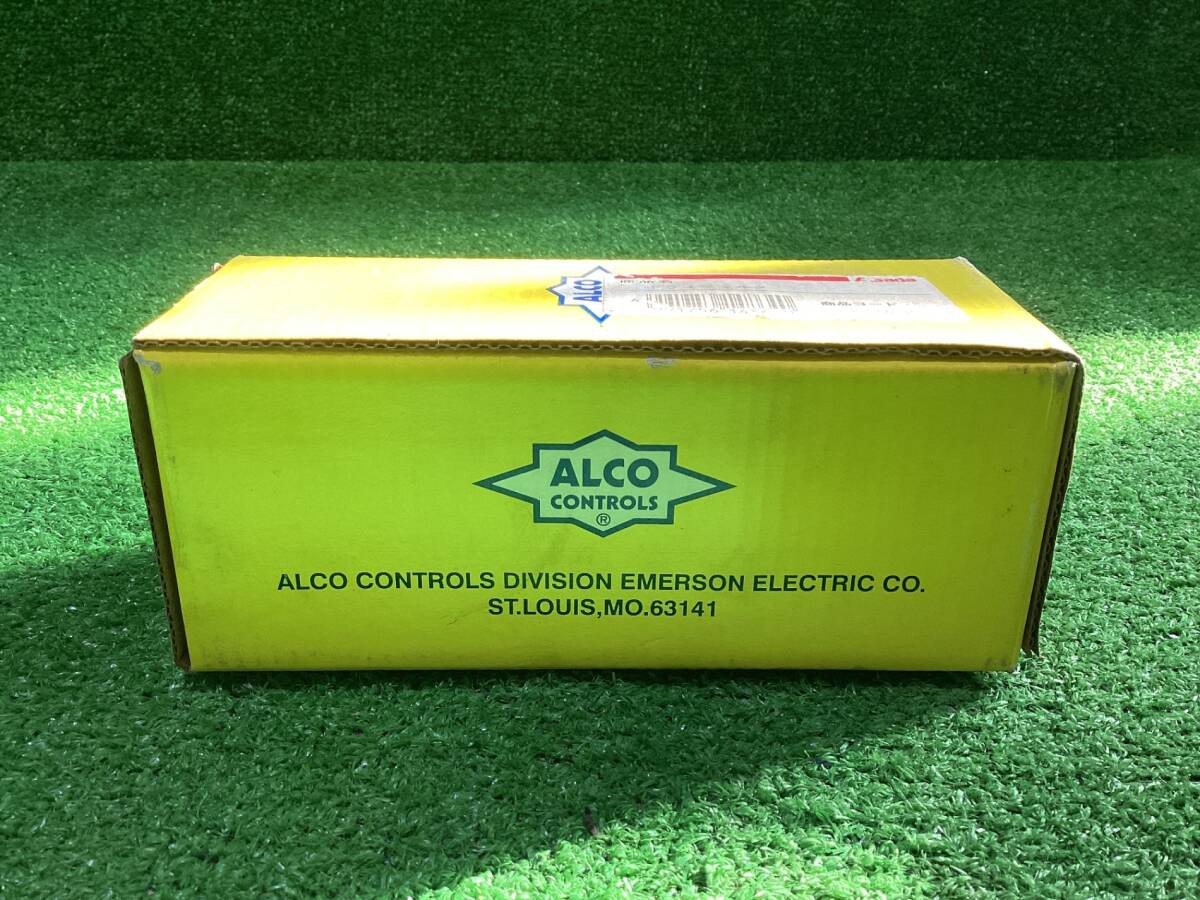 ALCO
ALCO
CONTROLS
®
ALCO CONTROLS DIVISION EMERSON ELECTRIC CO.
ST.LOUIS,MO.63141